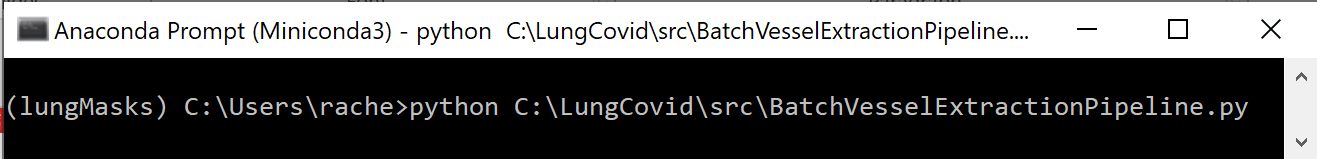 Anaconda Prompt (Miniconda3) - python  C:\LungCovid\src\BatchVesselExtractionPipeline....
(lungMasks) C:\Users\rache>python C:\LungCovid\src\BatchVesselExtractionPipeline.py